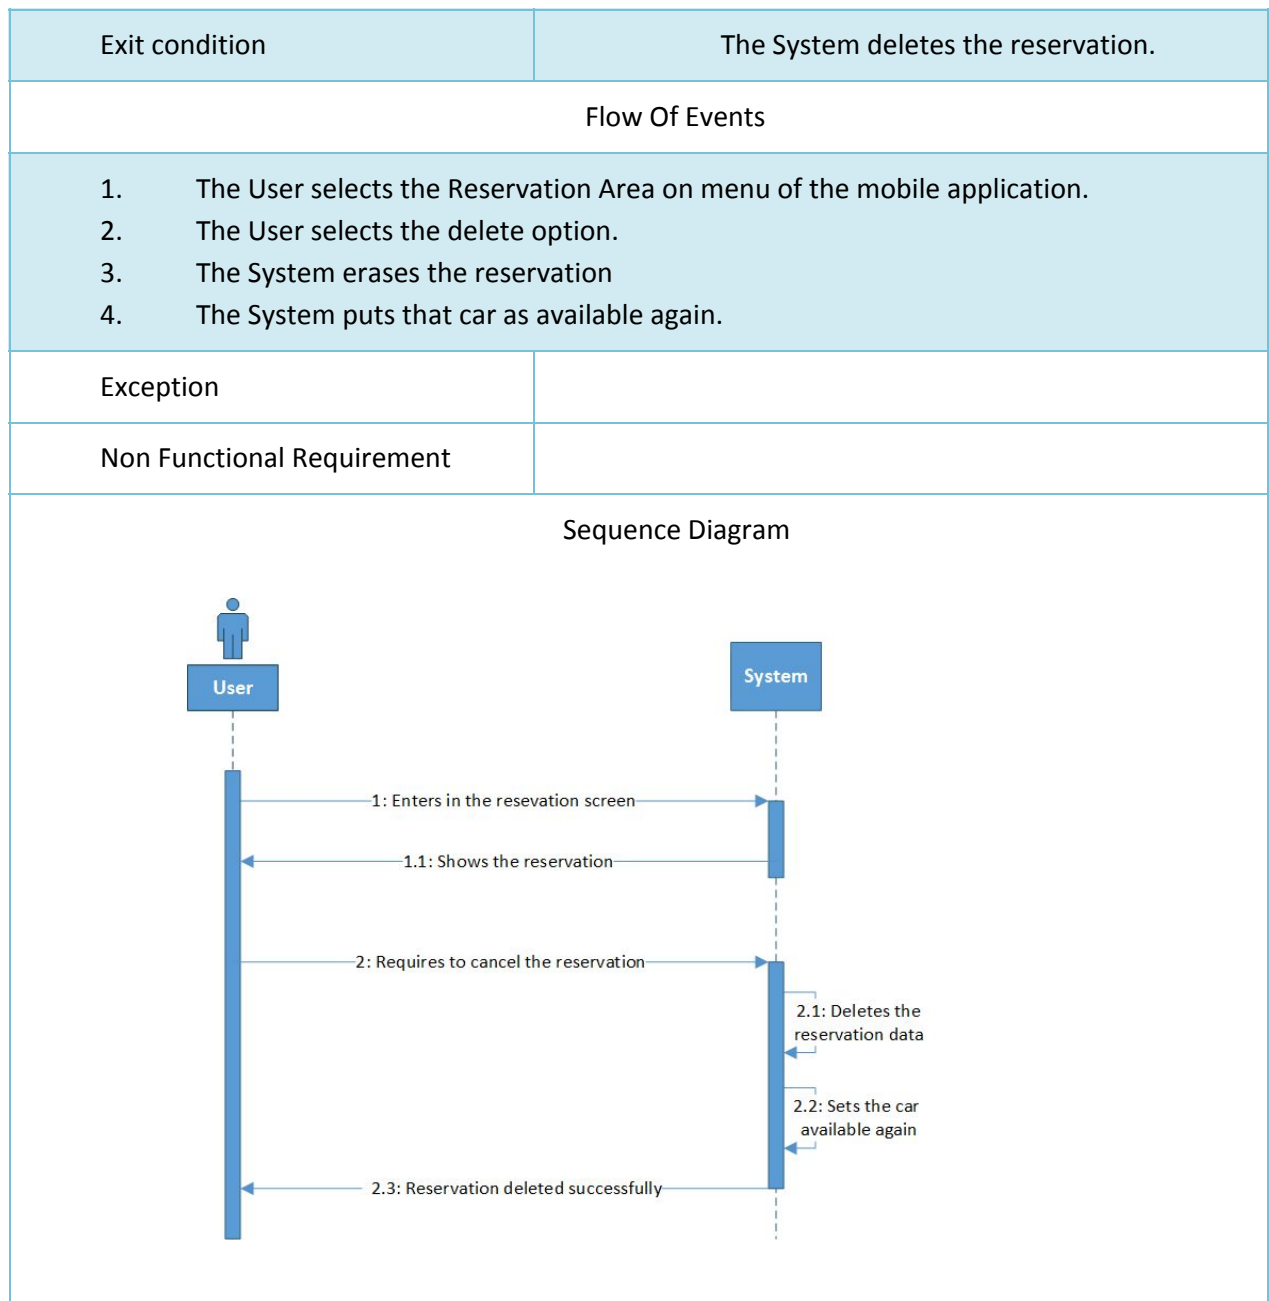 Exit condition
The System deletes the reservation.
Flow Of Events
1. The User selects the Reservation Area on menu of the mobile application.
2. The User selects the delete option.
3. The System erases the reservation
4. The System puts that car as available again.
Exception
Non Functional Requirement
Sequence Diagram
User
System
1: Enters in the resevation screen
1.1: Shows the reservation
2: Requires to cancel the reservation
2.1: Deletes the
reservation data
2.2: Sets the car
available again
2.3: Reservation deleted successfully